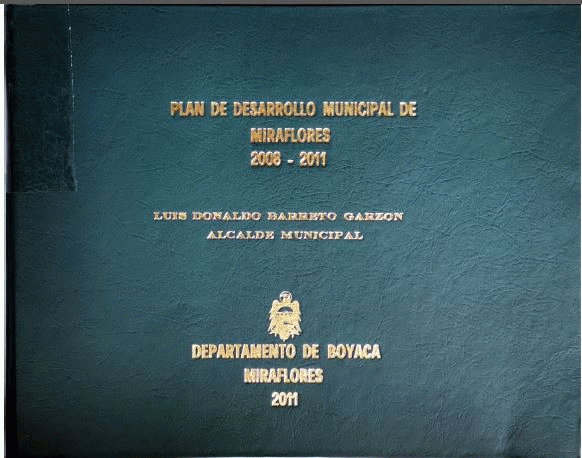 PLAN DE DESARROLLO MUNICIPAL DE
MIRAFLORES
2008 - 2011
LUIS DONALDO BARRETO GARZON
ALCALDE MUNICIPAL
DEPARTAMENTO DE BOYACA
MIRAFLORES
2011